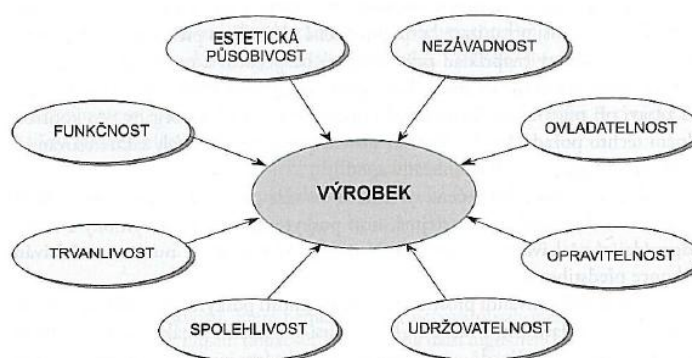 ESTETICKÁ
PŮSOBIVOST
NEZÁVADNOST
FUNKČNOST
OVLADATELNOST
VÝROBEK
TRVANLIVOST
OPRAVITELNOST
SPOLEHLIVOST
UDRŽOVATELNOST